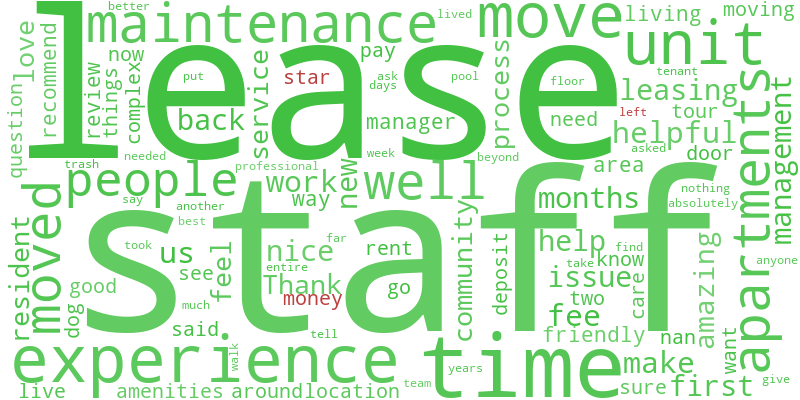 better
lived
living
moving
love
recommend
maintenance
move
lease
unit
review
things
now
complex
service
star
put
pay
ask
days
pool
process
floor
tenant
question
back
manager
need
left
leasing
tour
helpful
door
apartments
management
trash
needed
professional
week
beyond
asked
area
people
work
new
well
way
months
nothing
absolutely
say
another
best
moved
staff
resident
dog
us
took
nice
far
rent
help
find
know
anyone
see
feel
entire
community
deposit
take
issue
care
amazing
good
Thank
go
two
much
money
fee
said
tell
friendly
nan
want
experience
walk
time
make
years
team
sure
first
give
live
amenities
around
location